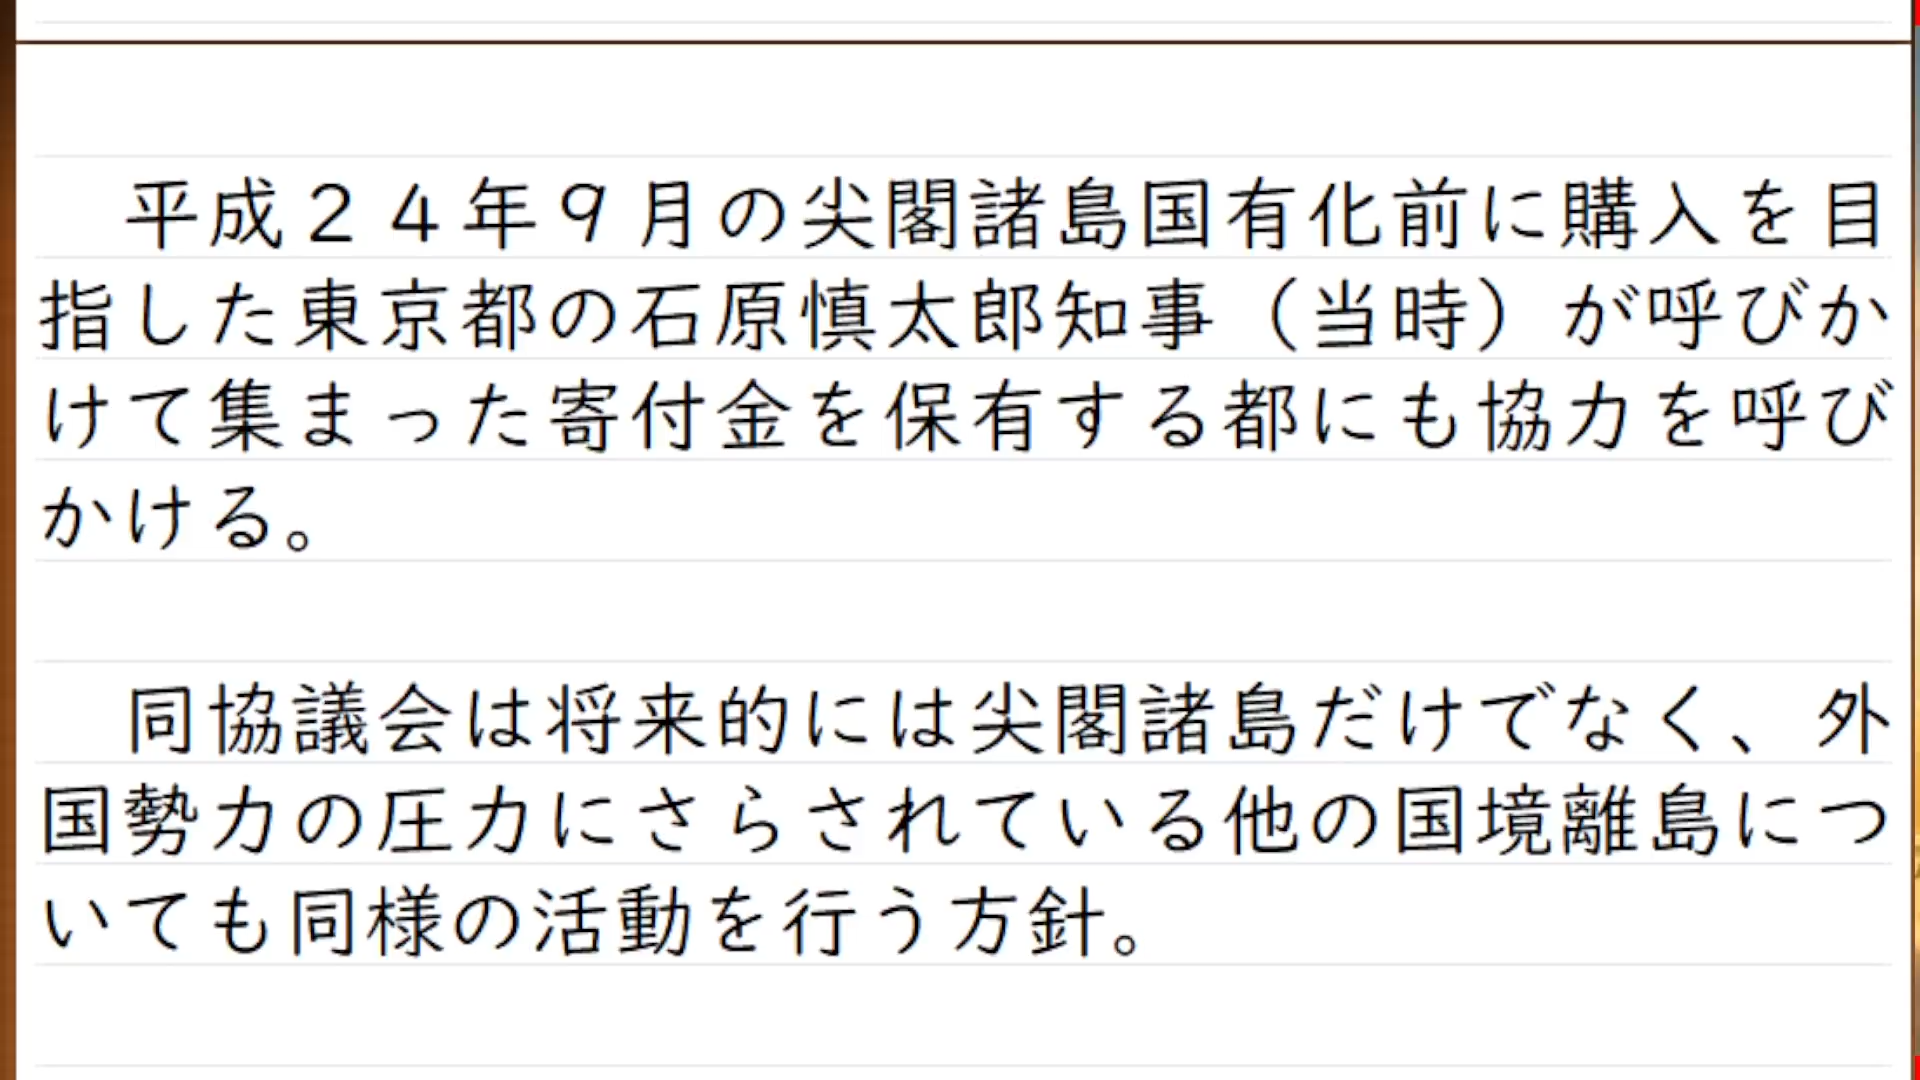 平成２４年９月の尖閣諸島国有化前に購入を目
指した東京都の石原慎太郎知事（当時）が呼びか
けて集まった寄付金を保有する都にも協力を呼び
かける。
　同協議会は将来的には尖閣諸島だけでなく、外
国勢力の圧力にさらされている他の国境離島につ
いても同様の活動を行う方針。